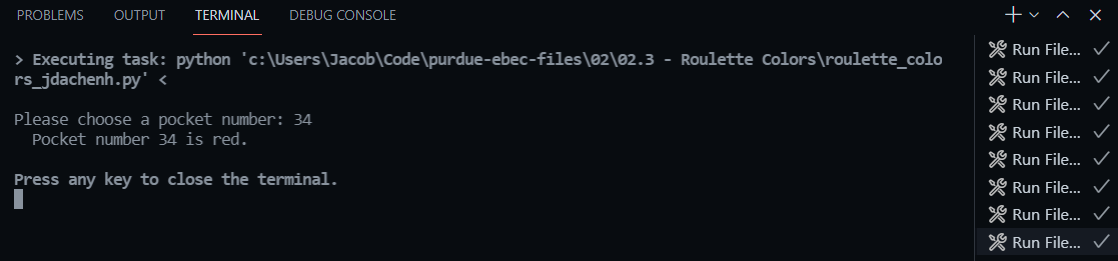 PROBLEMS OUTPUT TERMINAL DEBUG CONSOLE
> Executing task: python 'c:\Users\Jacob\Code\purdue-ebec-files\02\02.3 - Roulette Colors\roulette_colo
rs_jdachenh.py' <
Please choose a pocket number: 34
Pocket number 34 is red.
Press any key to close the terminal.
Run File...
Run File...
Run File...
Run File...
Run File...
Run File...
Run File...
Run File...